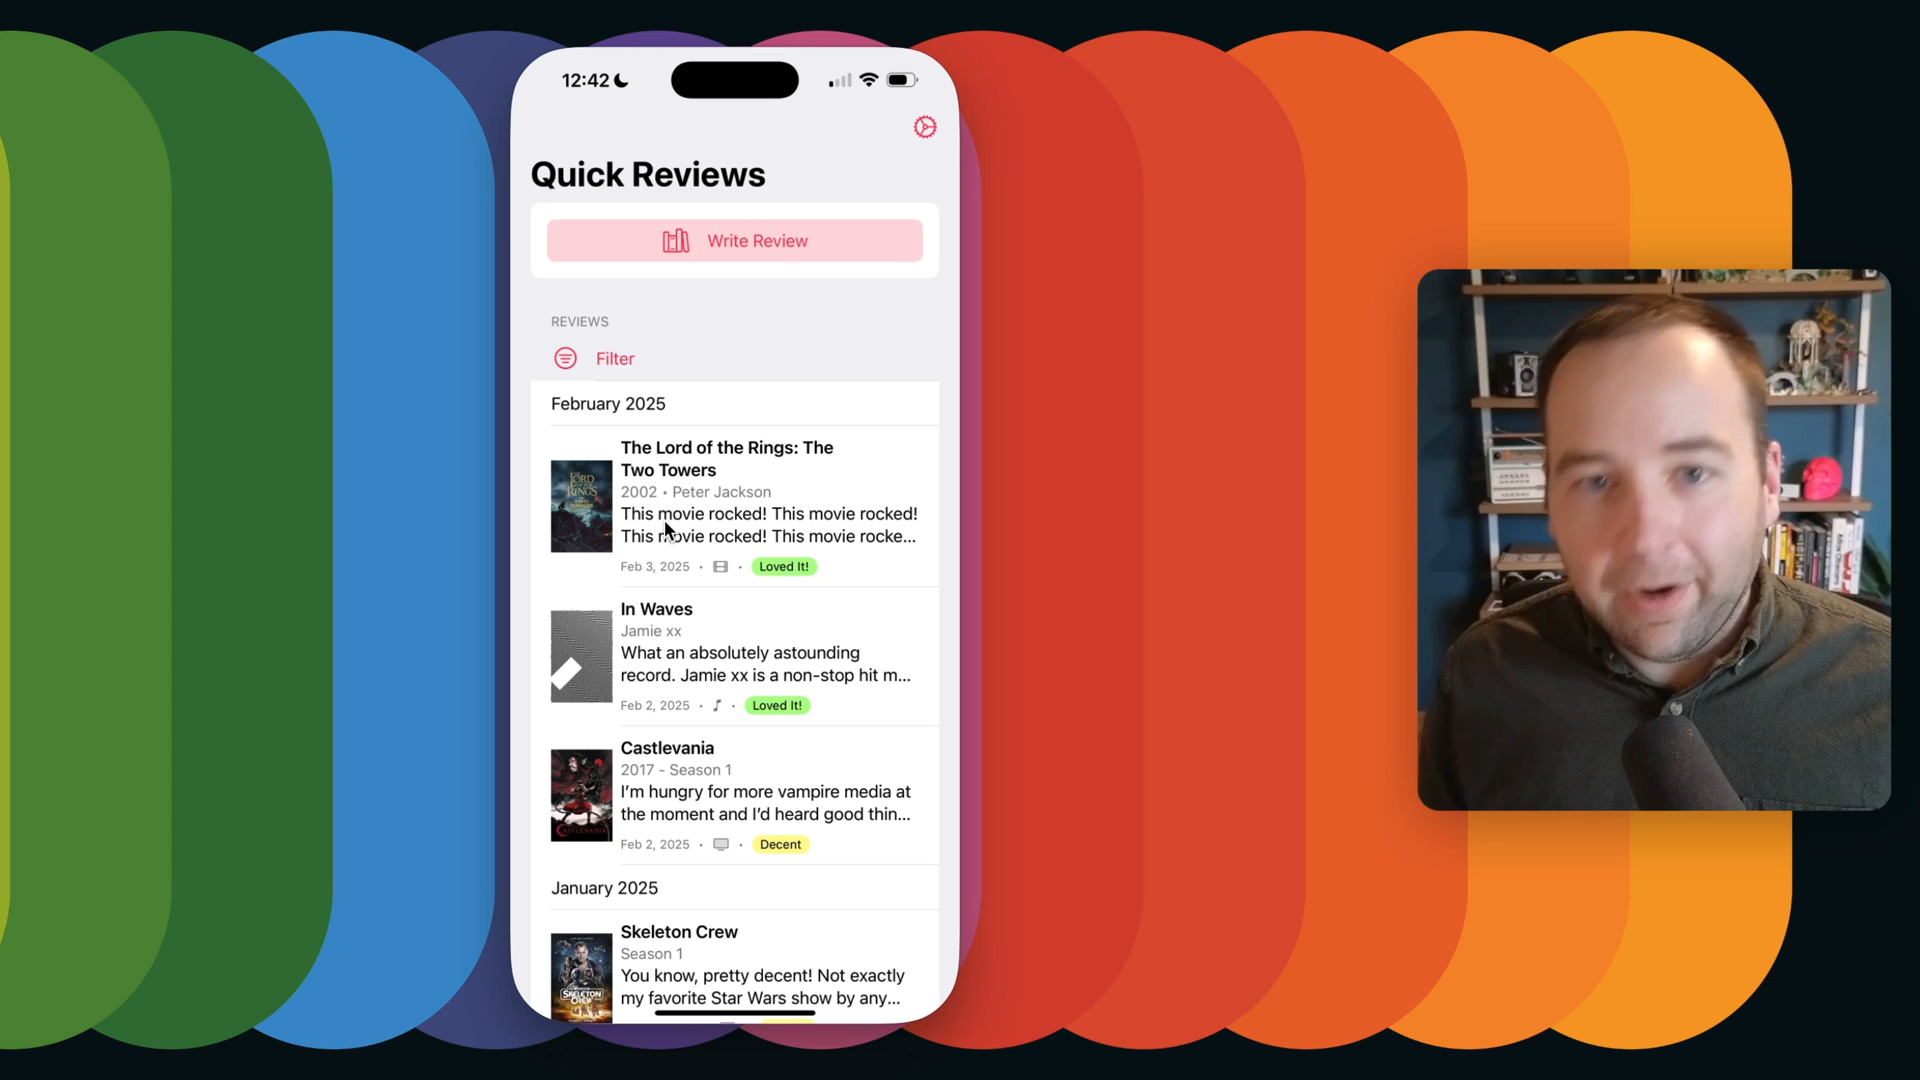 12:42
Quick Reviews
Write Review
REVIEWS
Filter
February 2025
The Lord of the Rings: The
Two Towers
2002 • Peter Jackson
This movie rocked! This movie rocked!
This movie rocked! This movie rocke...
Feb 3, 2025 • • Loved It!
In Waves
Jamie xx
What an absolutely astounding
record. Jamie xx is a non-stop hit m...
Feb 2, 2025 • • Loved It!
Castlevania
2017 - Season 1
I’m hungry for more vampire media at
the moment and I’d heard good thin...
Feb 2, 2025 • • Decent
CASTLEVANIA
January 2025
Skeleton Crew
Season 1
You know, pretty decent! Not exactly
my favorite Star Wars show by any...
SKELETON
CREW